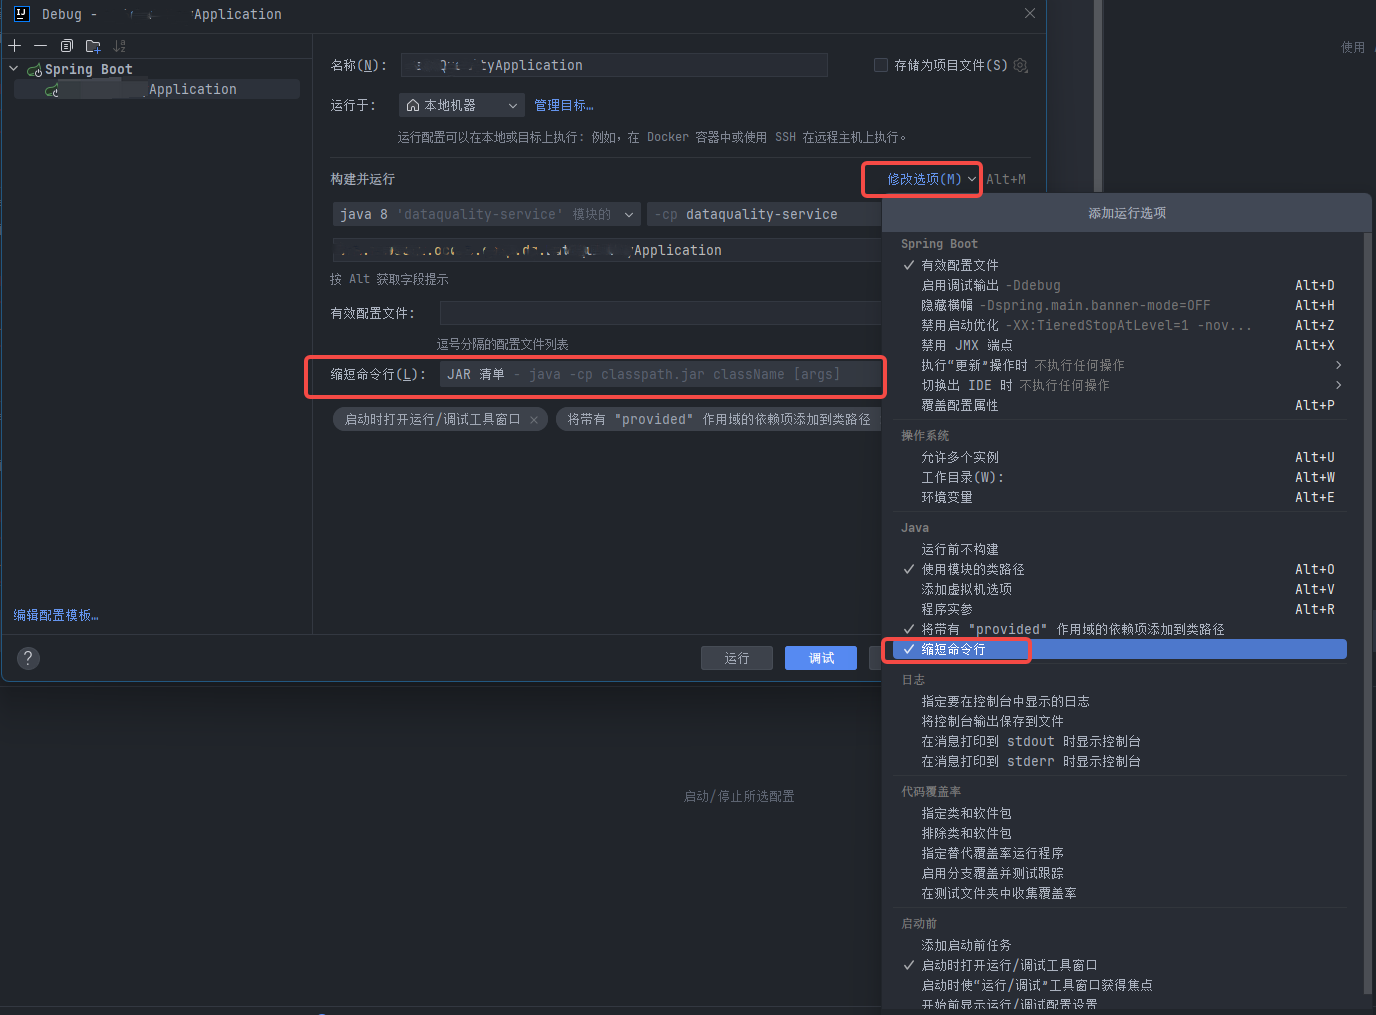 Debug -
Application
使用
Spring Boot
Application
名称(N):
Application
存储为项目文件(S)
运行于:
本地机器
管理目标…
运行配置可以在本地或目标上执行: 例如，在 Docker 容器中或使用 SSH 在远程主机上执行。
构建并运行
修改选项(M)
Alt+M
java 8 'dataquality-service' 模块的
-cp dataquality-service
Application
按 Alt 获取字段提示
有效配置文件:
逗号分隔的配置文件列表
缩短命令行(L):
JAR 清单 - java -cp classpath.jar className [args]
启动时打开运行/调试工具窗口 ×
将带有 "provided" 作用域的依赖项添加到类路径
编辑配置模板…
?
运行
调试
启动/停止所选配置
添加运行选项
Spring Boot
有效配置文件
启用调试输出 -Ddebug Alt+D
隐藏横幅 -Dspring.main.banner-mode=OFF Alt+H
禁用启动优化 -XX:TieredStopAtLevel=1 -nov... Alt+Z
禁用 JMX 端点 Alt+X
执行“更新”操作时 不执行任何操作
切换出 IDE 时 不执行任何操作
覆盖配置属性 Alt+P
操作系统
允许多个实例 Alt+U
工作目录(W): Alt+W
环境变量 Alt+E
Java
运行前不构建
使用模块的类路径 Alt+O
添加虚拟机选项 Alt+V
程序实参 Alt+R
将带有 "provided" 作用域的依赖项添加到类路径
缩短命令行
日志
指定要在控制台中显示的日志
将控制台输出保存到文件
在消息打印到 stdout 时显示控制台
在消息打印到 stderr 时显示控制台
代码覆盖率
指定类和软件包
排除类和软件包
指定替代覆盖率运行程序
启用分支覆盖并测试跟踪
在测试文件夹中收集覆盖率
启动前
添加启动前任务
启动时打开运行/调试工具窗口
启动时使“运行/调试”工具窗口获得焦点
开始前显示运行/调试配置设置